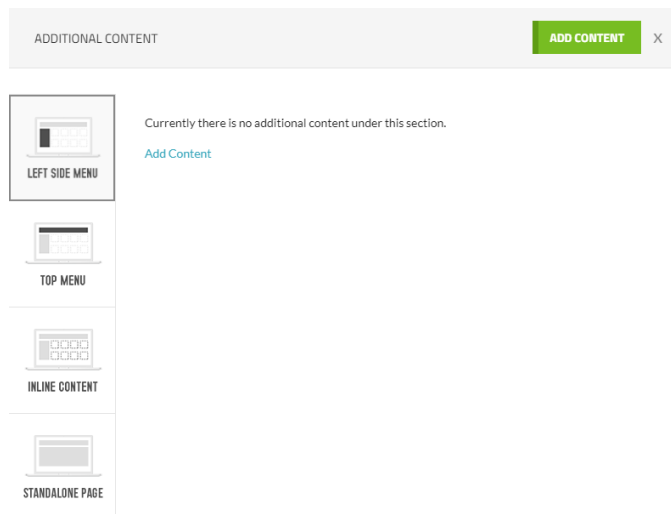 ADDITIONAL CONTENT
ADD CONTENT
X
LEFT SIDE MENU
Currently there is no additional content under this section.
Add Content
TOP MENU
INLINE CONTENT
STANDALONE PAGE